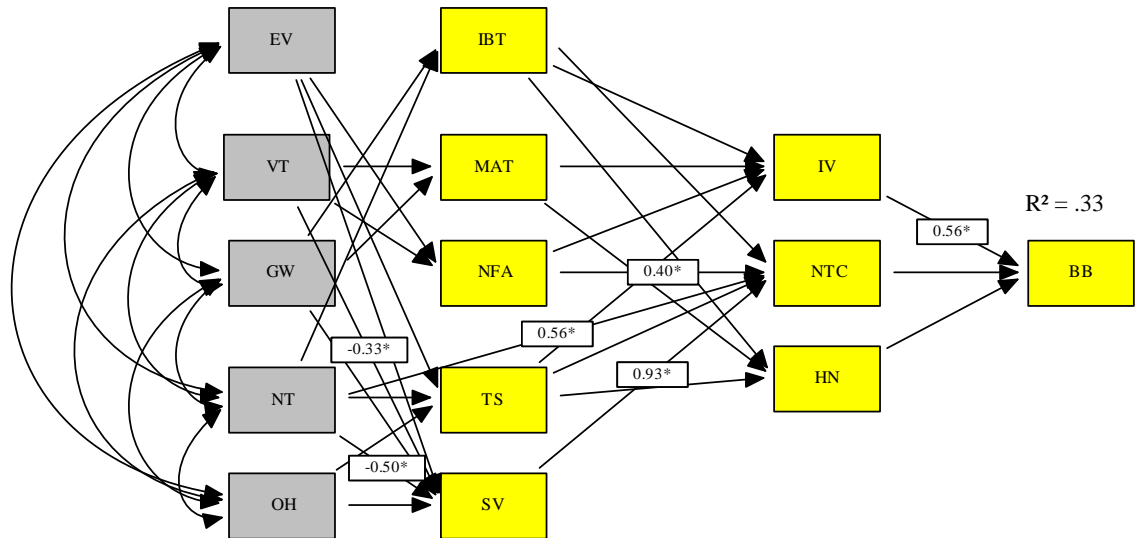 EV
IBT
VT
MAT
IV
R² = .33
0.56*
GW
NFA
0.40*
NTC
BB
0.56*
-0.33*
NT
TS
0.93*
HN
-0.50*
OH
SV